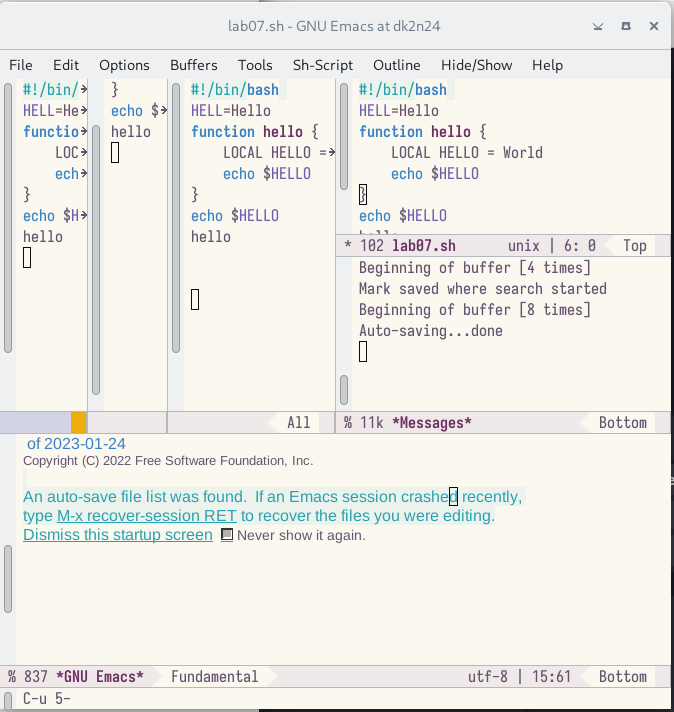 lab07.sh - GNU Emacs at dk2n24
File Edit Options Buffers Tools Sh-Script Outline Hide/Show Help
#!/bin/
HELL=He
functio
LOC
ech
}
echo $H
hello
}
echo $
hello
#!/bin/bash
HELL=Hello
function hello {
LOCAL HELLO =
echo $HELLO
}
echo $HELLO
hello
All
#!/bin/bash
HELL=Hello
function hello {
LOCAL HELLO = World
echo $HELLO
}
echo $HELLO
* 102 lab07.sh unix | 6: 0 Top
Beginning of buffer [4 times]
Mark saved where search started
Beginning of buffer [8 times]
Auto-saving...done
% 11k *Messages* Bottom
of 2023-01-24
Copyright (C) 2022 Free Software Foundation, Inc.
An auto-save file list was found. If an Emacs session crashed recently,
type M-x recover-session RET to recover the files you were editing.
Dismiss this startup screen Never show it again.
% 837 *GNU Emacs* Fundamental utf-8 | 15:61 Bottom
C-u 5-